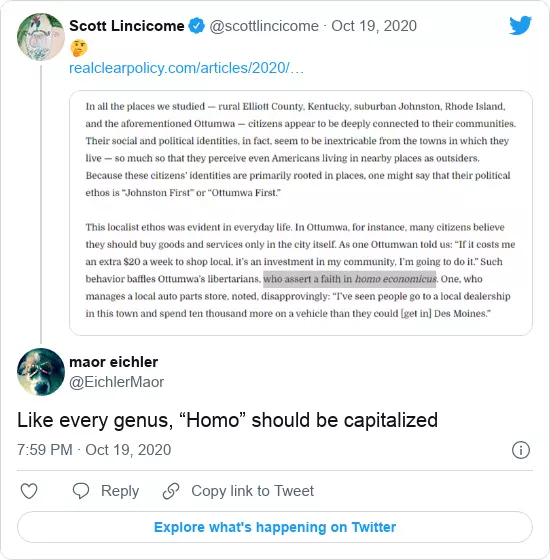 Scott Lincicome @scottlincicome · Oct 19, 2020
🤔
realclearpolicy.com/articles/2020/…
In all the places we studied — rural Elliott County, Kentucky, suburban Johnston, Rhode Island,
and the aforementioned Ottumwa — citizens appear to be deeply connected to their communities.
Their social and political identities, in fact, seem to be inextricable from the towns in which they
live — so much so that they perceive even Americans living in nearby places as outsiders.
Because these citizens' identities are primarily rooted in places, one might say that their political
ethos is “Johnston First” or “Ottumwa First.”
This localist ethos was evident in everyday life. In Ottumwa, for instance, many citizens believe
they should buy goods and services only in the city itself. As one Ottumwan told us: “If it costs me
an extra $20 a week to shop local, it's an investment in my community, I'm going to do it.” Such
behavior baffles Ottumwa's libertarians, who assert a faith in homo economicus. One, who
manages a local auto parts store, noted, disapprovingly: “I've seen people go to a local dealership
in this town and spend ten thousand more on a vehicle than they could [get in] Des Moines.”
maor eichler
@EichlerMaor
Like every genus, “Homo” should be capitalized
7:59 PM · Oct 19, 2020
Reply
Copy link to Tweet
Explore what's happening on Twitter